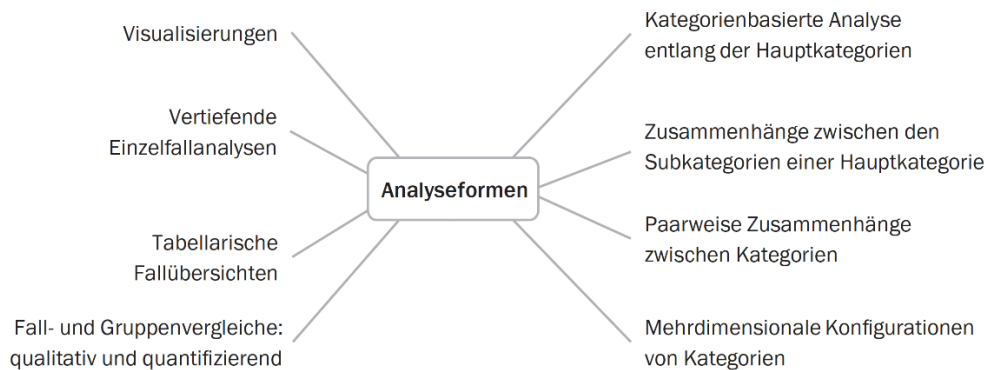 Visualisierungen
Vertiefende
Einzelfallanalysen
Tabellarische
Fallübersichten
Fall- und Gruppenvergleiche:
qualitativ und quantifizierend
Analyseformen
Kategorienbasierte Analyse
entlang der Hauptkategorien
Zusammenhänge zwischen den
Subkategorien einer Hauptkategorie
Paarweise Zusammenhänge
zwischen Kategorien
Mehrdimensionale Konfigurationen
von Kategorien